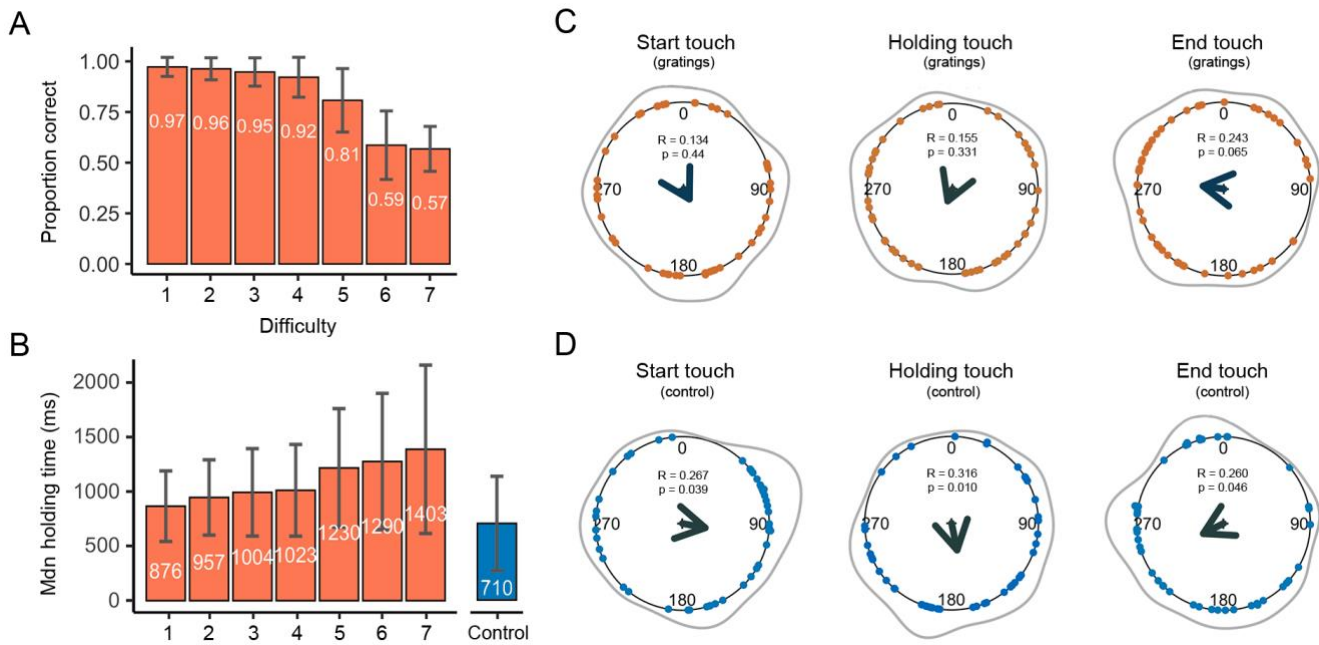 A
Proportion correct
1.00
0.75
0.50
0.25
0.00
0.97
0.96
0.95
0.92
0.81
0.59
0.57
1 2 3 4 5 6 7
Difficulty
B
Mdn holding time (ms)
2000
1500
1000
500
0
876
957
1004
1023
1230
1290
1403
710
1 2 3 4 5 6 7 Control
C
Start touch
(gratings)
0
R = 0.134
p = 0.44
270
90
180
Holding touch
(gratings)
0
R = 0.155
p = 0.331
270
90
180
End touch
(gratings)
0
R = 0.243
p = 0.065
270
90
180
D
Start touch
(control)
0
R = 0.267
p = 0.039
270
90
180
Holding touch
(control)
0
R = 0.316
p = 0.010
270
90
180
End touch
(control)
0
R = 0.260
p = 0.046
270
90
180